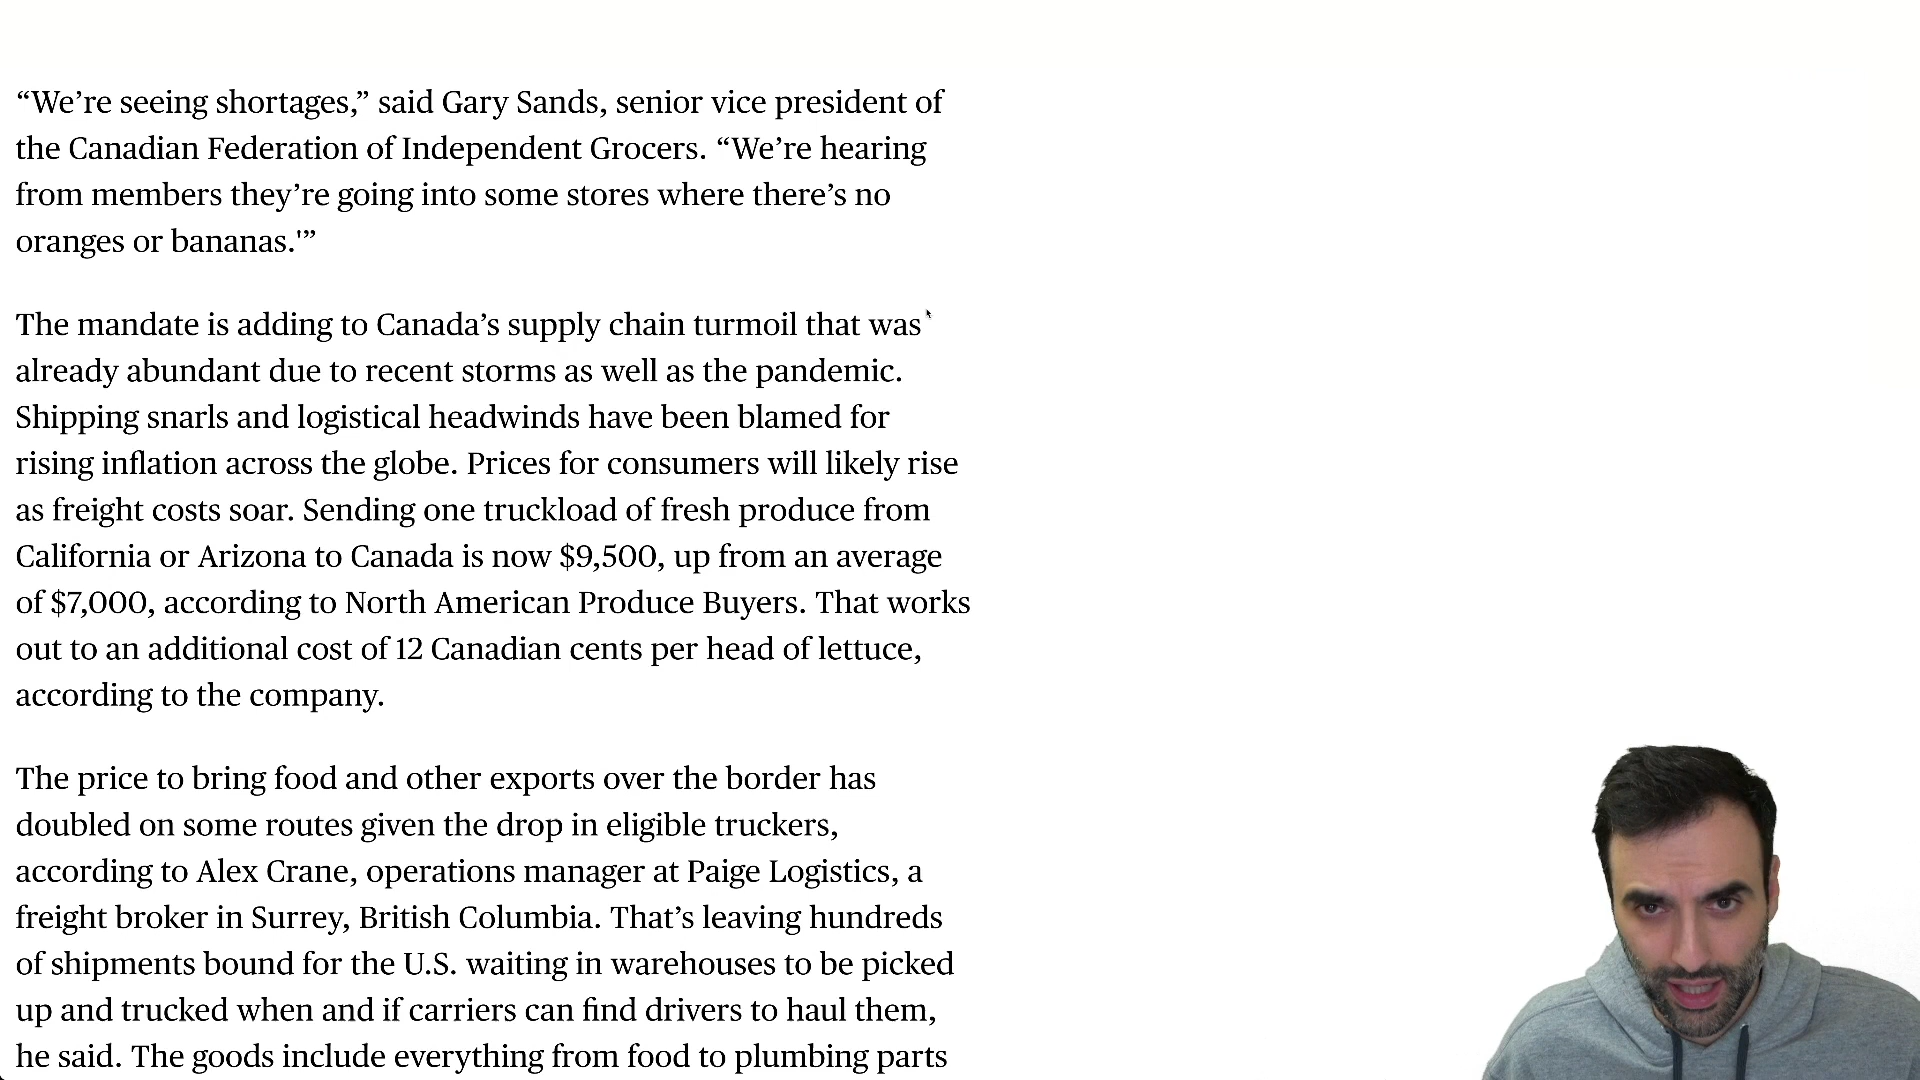 “We’re seeing shortages,” said Gary Sands, senior vice president of
the Canadian Federation of Independent Grocers. “We’re hearing
from members they’re going into some stores where there’s no
oranges or bananas.'”
The mandate is adding to Canada’s supply chain turmoil that was
already abundant due to recent storms as well as the pandemic.
Shipping snarls and logistical headwinds have been blamed for
rising inflation across the globe. Prices for consumers will likely rise
as freight costs soar. Sending one truckload of fresh produce from
California or Arizona to Canada is now $9,500, up from an average
of $7,000, according to North American Produce Buyers. That works
out to an additional cost of 12 Canadian cents per head of lettuce,
according to the company.
The price to bring food and other exports over the border has
doubled on some routes given the drop in eligible truckers,
according to Alex Crane, operations manager at Paige Logistics, a
freight broker in Surrey, British Columbia. That’s leaving hundreds
of shipments bound for the U.S. waiting in warehouses to be picked
up and trucked when and if carriers can find drivers to haul them,
he said. The goods include everything from food to plumbing parts